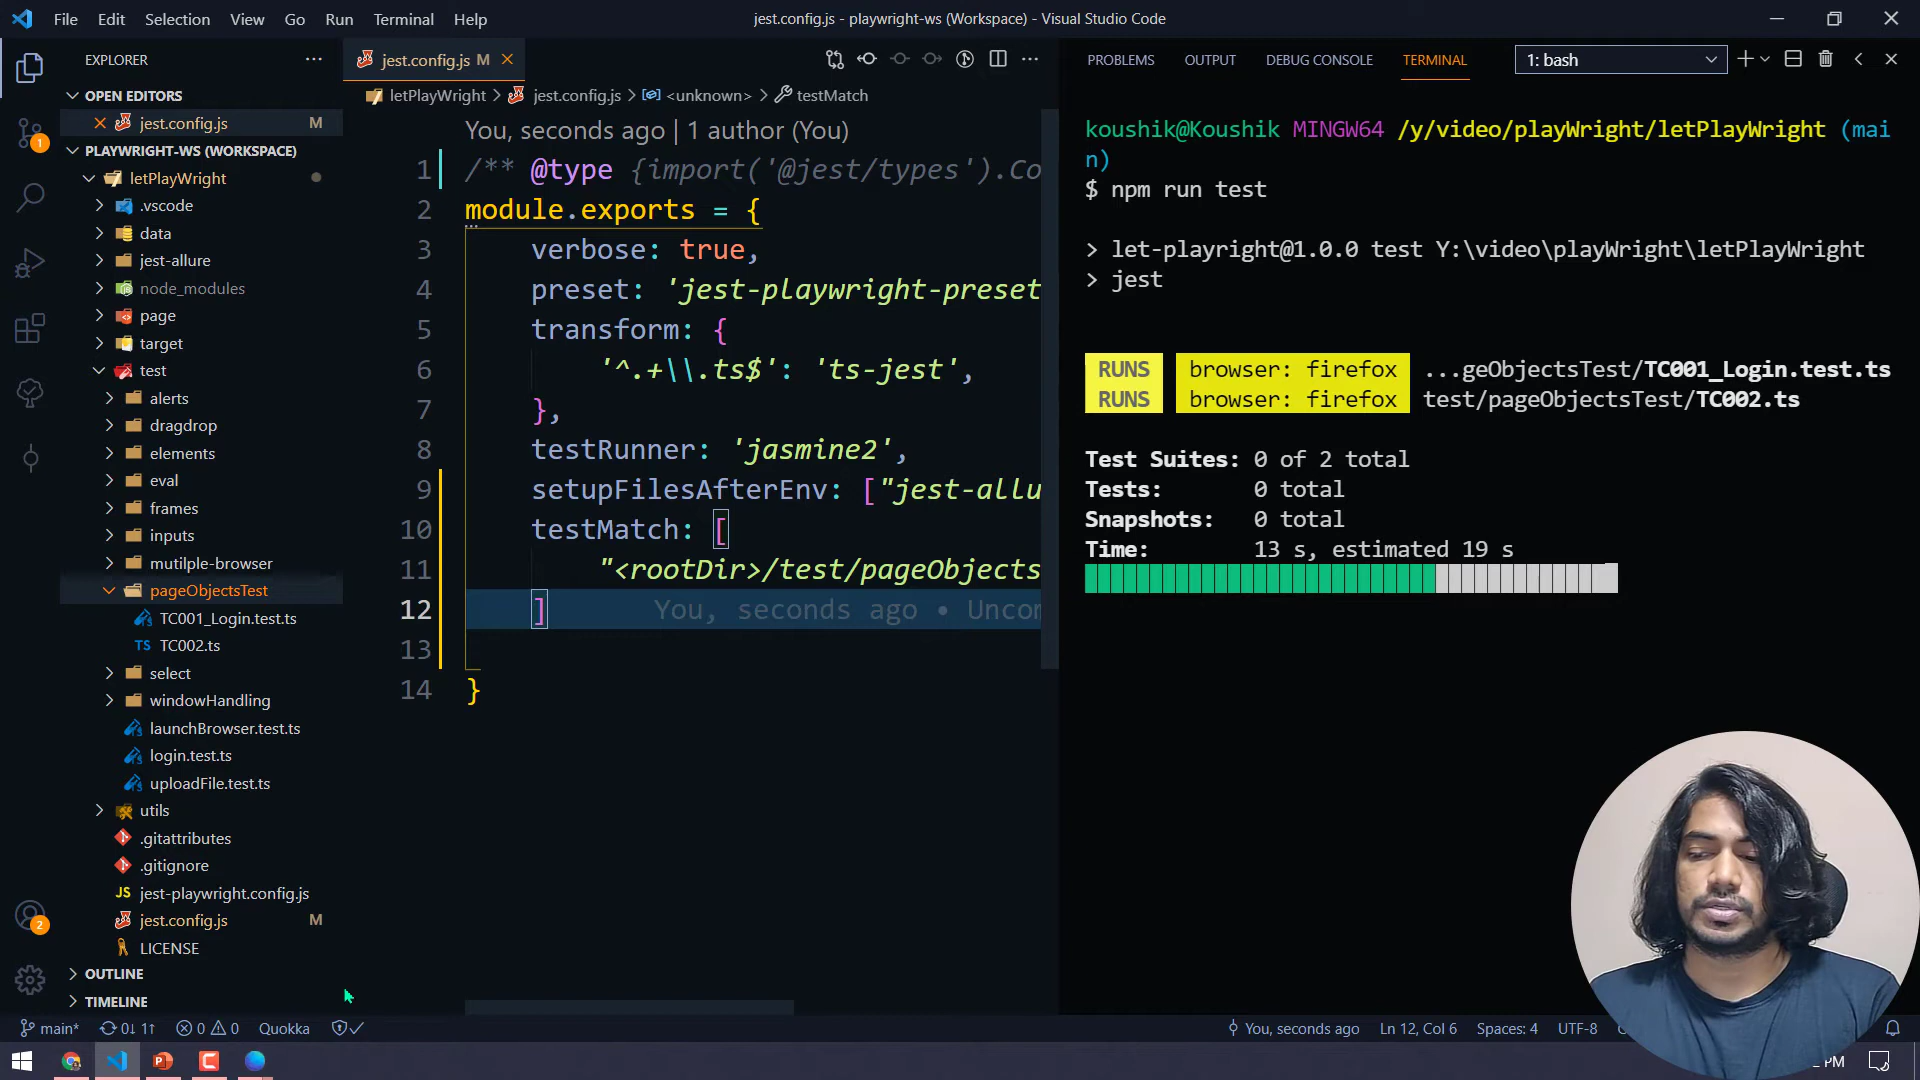 File Edit Selection View Go Run Terminal Help
jest.config.js - playwright-ws (Workspace) - Visual Studio Code
EXPLORER
OPEN EDITORS
jest.config.js M
PLAYWRIGHT-WS (WORKSPACE)
letPlayWright
.vscode
data
jest-allure
node_modules
page
target
test
alerts
dragdrop
elements
eval
frames
inputs
mutilple-browser
pageObjectsTest
TC001_Login.test.ts
TS TC002.ts
select
windowHandling
launchBrowser.test.ts
login.test.ts
uploadFile.test.ts
utils
.gitattributes
.gitignore
JS jest-playwright.config.js
jest.config.js M
LICENSE
OUTLINE
TIMELINE
jest.config.js M
letPlayWright > jest.config.js > <unknown> > testMatch
You, seconds ago | 1 author (You)
1 /** @type {import('@jest/types').Co
2 module.exports = {
3 verbose: true,
4 preset: 'jest-playwright-preset
5 transform: {
6 '^.+\\.ts$': 'ts-jest',
7 },
8 testRunner: 'jasmine2',
9 setupFilesAfterEnv: ["jest-allu
10 testMatch: [
11 "<rootDir>/test/pageObjects
12 ] You, seconds ago • Uncom
13
14 }
PROBLEMS OUTPUT DEBUG CONSOLE TERMINAL 1: bash
koushik@Koushik MINGW64 /y/video/playWright/letPlayWright (mai
n)
$ npm run test
> let-playright@1.0.0 test Y:\video\playWright\letPlayWright
> jest
RUNS browser: firefox ...geObjectsTest/TC001_Login.test.ts
RUNS browser: firefox test/pageObjectsTest/TC002.ts
Test Suites: 0 of 2 total
Tests: 0 total
Snapshots: 0 total
Time: 13 s, estimated 19 s
1
2
main* 0↓ 1↑ 0 0 Quokka
You, seconds ago Ln 12, Col 6 Spaces: 4 UTF-8
PM